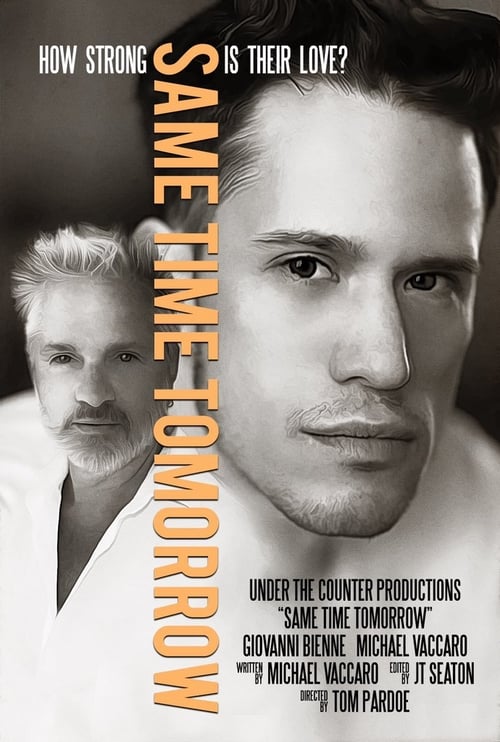 HOW STRONG IS THEIR LOVE?
SAME TIME TOMORROW
UNDER THE COUNTER PRODUCTIONS
“SAME TIME TOMORROW”
GIOVANNI BIENNE MICHAEL VACCARO
WRITTEN BY MICHAEL VACCARO EDITED BY JT SEATON
DIRECTED BY TOM PARDOE